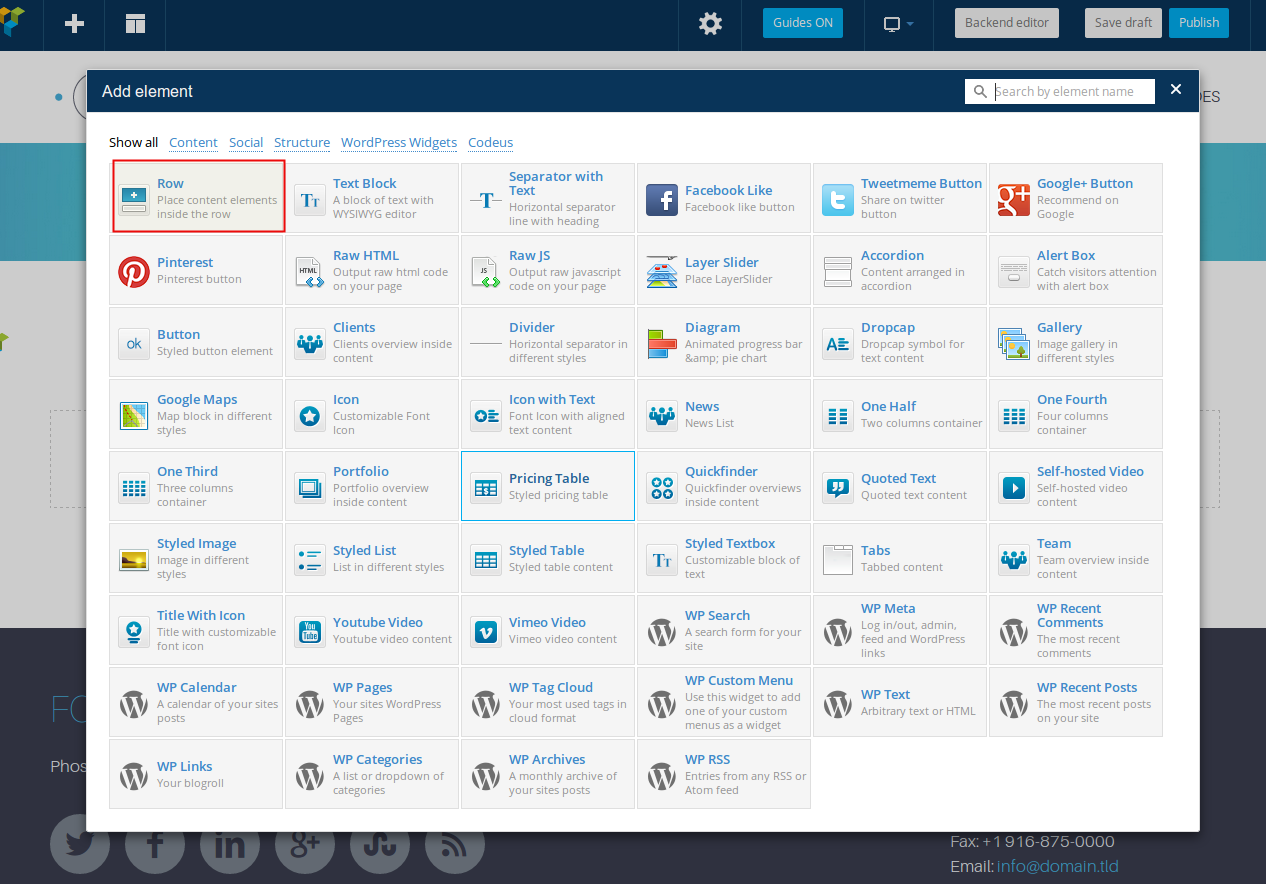 Guides ON
Backend editor
Save draft
Publish
Add element
Search by element name
DES
Show all Content Social Structure WordPress Widgets Codeus
Row
Place content elements
inside the row
Text Block
A block of text with
WYSIWYG editor
Separator with
Text
Horizontal separator
line with heading
Facebook Like
Facebook like button
Tweetmeme Button
Share on twitter
button
Google+ Button
Recommend on
Google
Pinterest
Pinterest button
HTML
Raw HTML
Output raw html code
on your page
JS
Raw JS
Output raw javascript
code on your page
Layer Slider
Place LayerSlider
Accordion
Content arranged in
accordion
Alert Box
Catch visitors attention
with alert box
ok
Button
Styled button element
Clients
Clients overview inside
content
Divider
Horizontal separator in
different styles
Diagram
Animated progress bar
&amp; pie chart
Dropcap
Dropcap symbol for
text content
Gallery
Image gallery in
different styles
Google Maps
Map block in different
styles
Icon
Customizable Font
Icon
Icon with Text
Font Icon with aligned
text content
News
News List
One Half
Two columns container
One Fourth
Four columns
container
One Third
Three columns
container
Portfolio
Portfolio overview
inside content
Pricing Table
Styled pricing table
Quickfinder
Quickfinder overviews
inside content
Quoted Text
Quoted text content
Self-hosted Video
Self-hosted video
content
Styled Image
Image in different
styles
Styled List
List in different styles
Styled Table
Styled table content
Styled Textbox
Customizable block of
text
Tabs
Tabbed content
Team
Team overview inside
content
Title With Icon
Title with customizable
font icon
You
Tube
Youtube Video
Youtube video content
Vimeo Video
Vimeo video content
WP Search
A search form for your
site
WP Meta
Log in/out, admin,
feed and WordPress
links
WP Recent
Comments
The most recent
comments
WP Calendar
A calendar of your sites
posts
WP Pages
Your sites WordPress
Pages
WP Tag Cloud
Your most used tags in
cloud format
WP Custom Menu
Use this widget to add
one of your custom
menus as a widget
WP Text
Arbitrary text or HTML
WP Recent Posts
The most recent posts
on your site
WP Links
Your blogroll
WP Categories
A list or dropdown of
categories
WP Archives
A monthly archive of
your sites posts
WP RSS
Entries from any RSS or
Atom feed
FO
Phos
Fax: +1 916-875-0000
Email: info@domain.tld